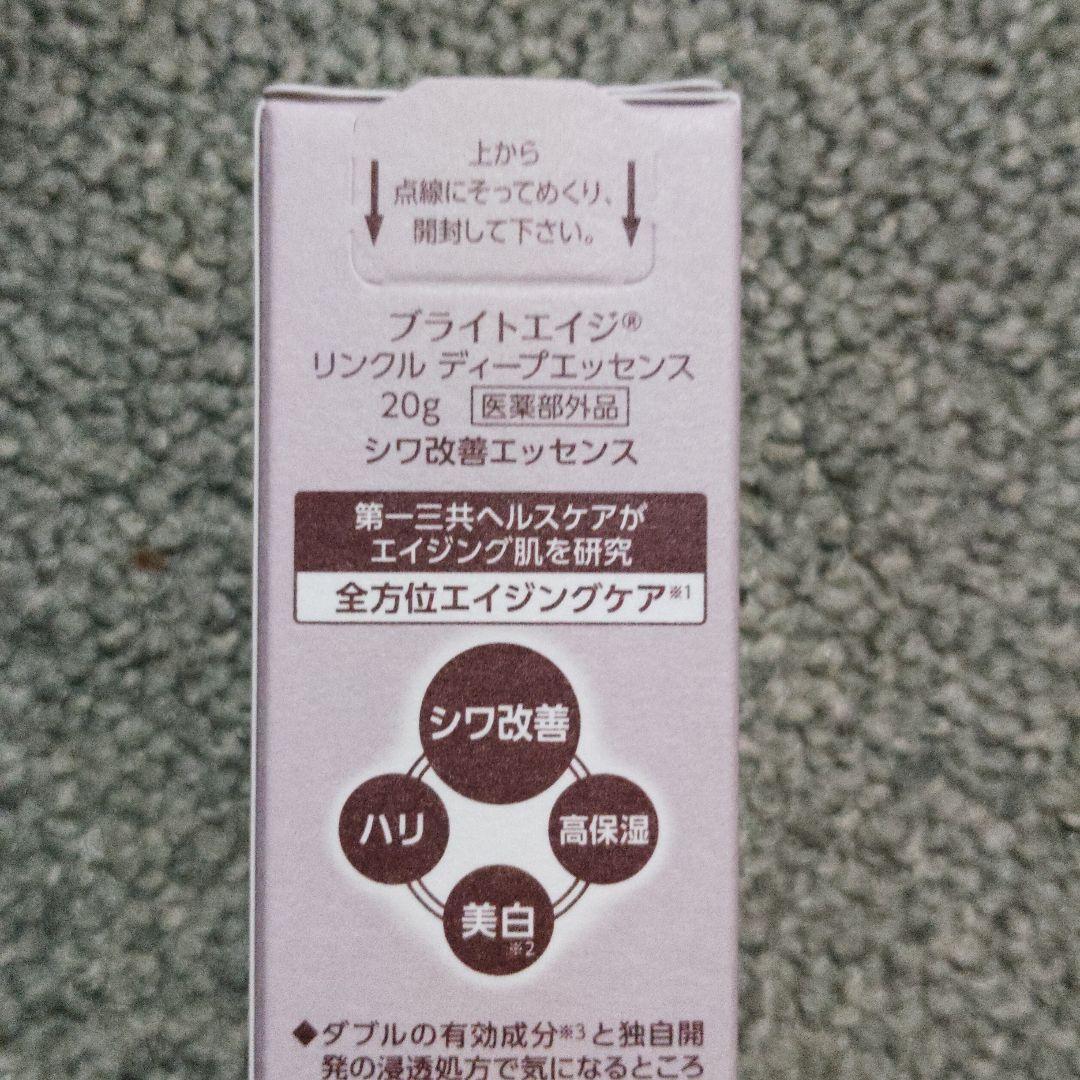 上から
点線にそってめくり、
開封して下さい。
ブライトエイジ®
リンクル ディープエッセンス
20g 医薬部外品
シワ改善エッセンス
第一三共ヘルスケアが
エイジング肌を研究
全方位エイジングケア※1
シワ改善
ハリ
高保湿
美白
※2
◆ダブルの有効成分※3と独自開
発の浸透処方で気になるところ